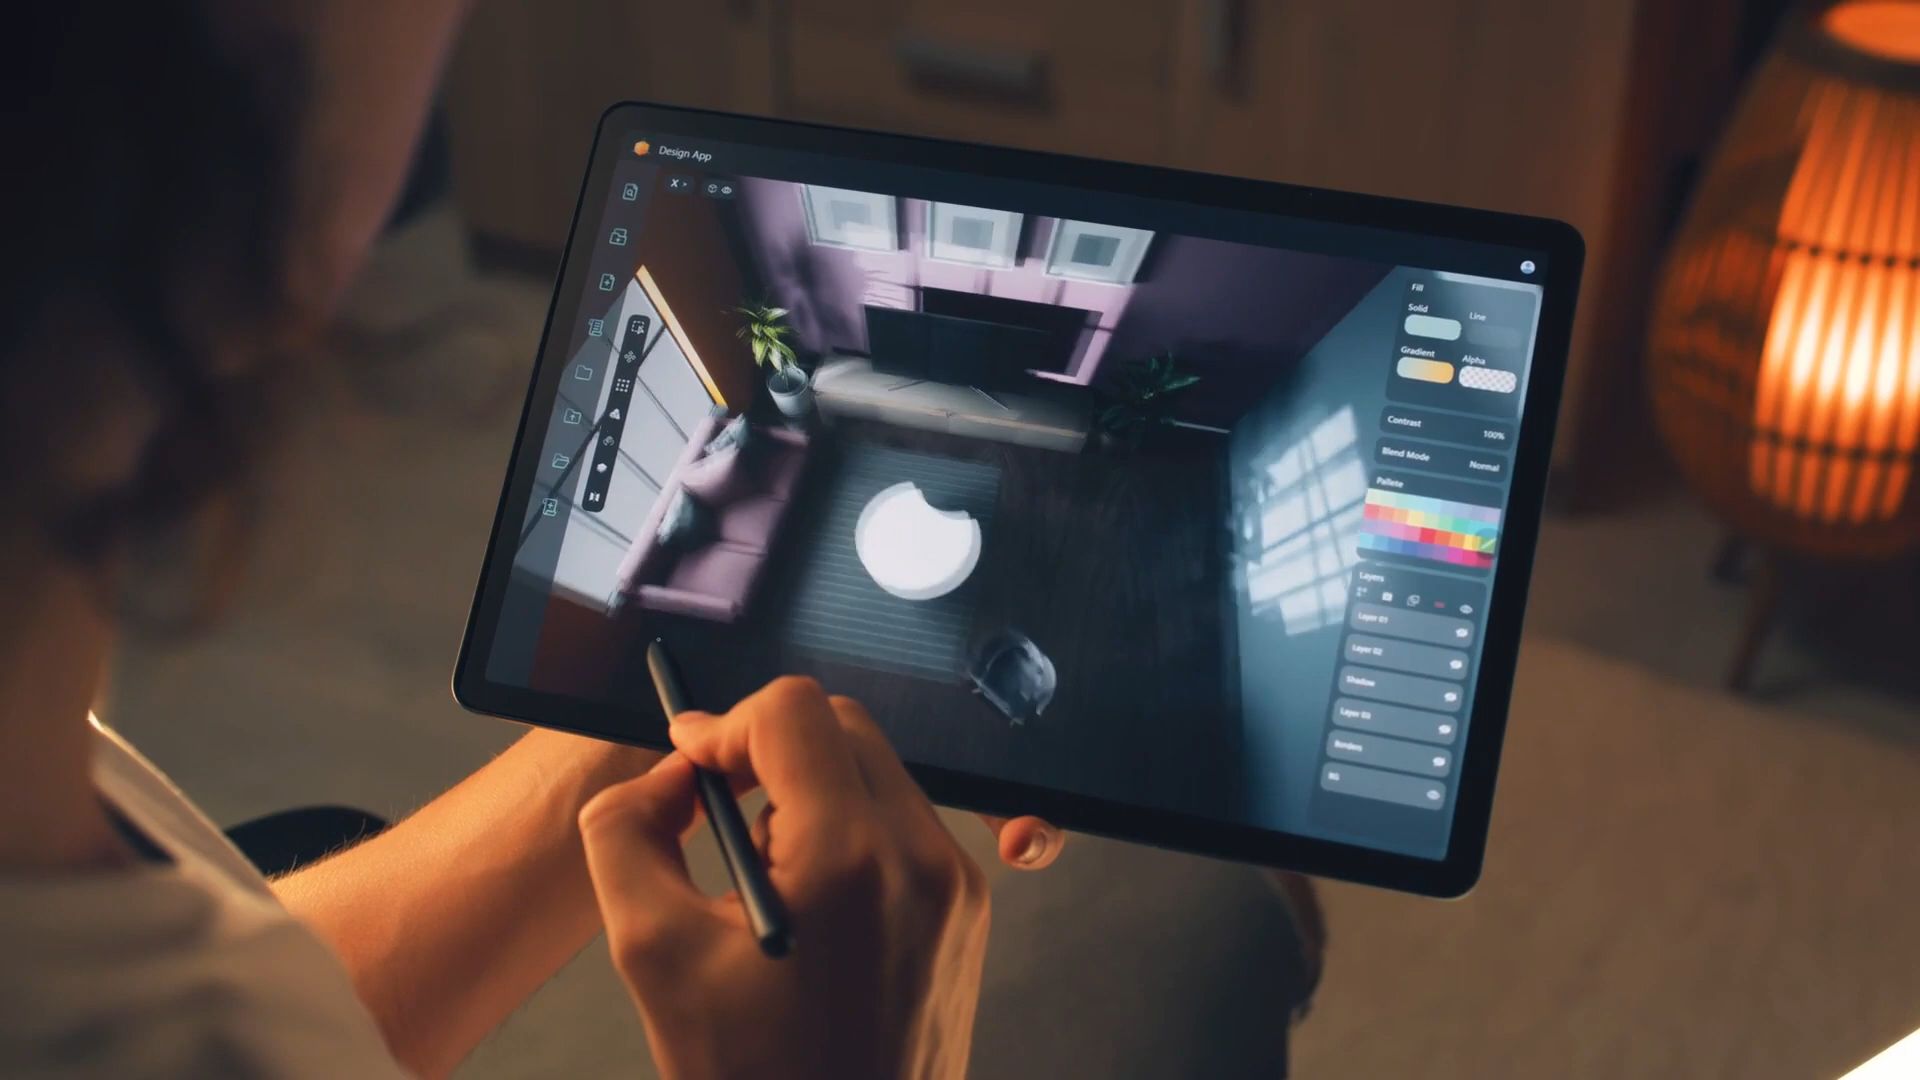 Design App
X >
Fill
Solid
Line
Gradient
Alpha
Contrast
100%
Blend Mode
Normal
Pallete
Layers
Layer 01
Layer 02
Shadow
Layer 03
Borders
BG